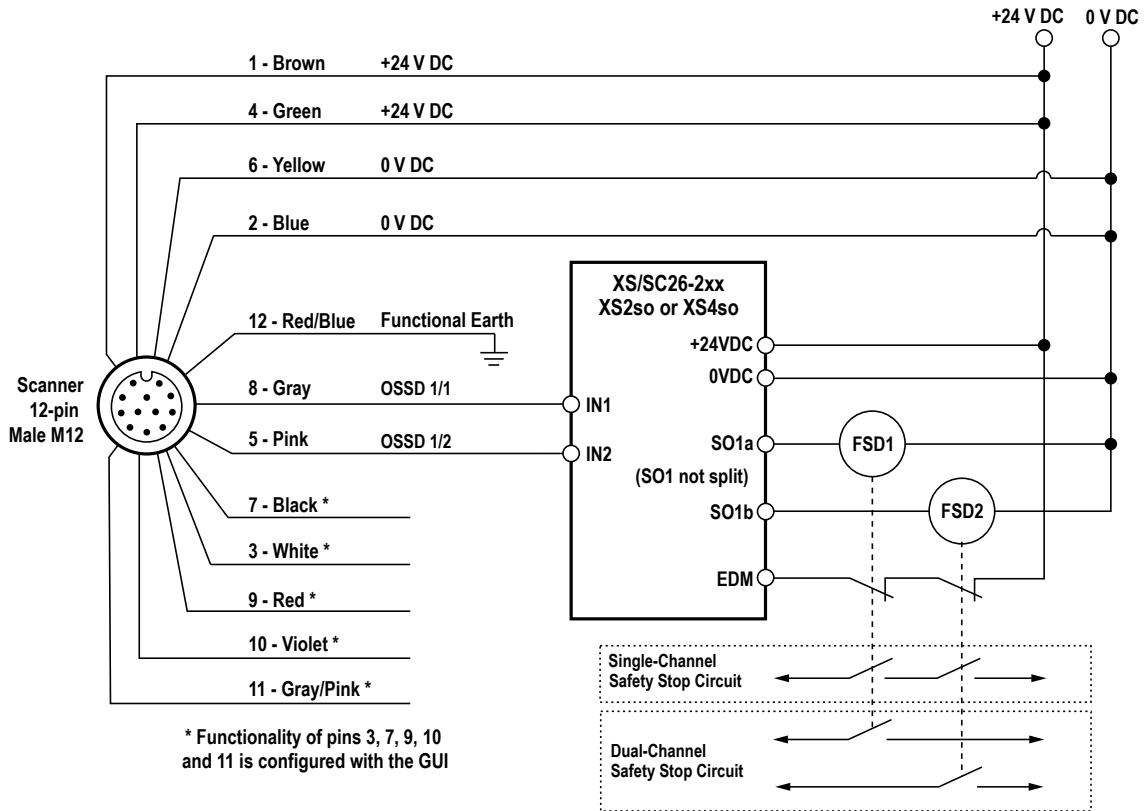 +24 V DC
0 V DC
1 - Brown +24 V DC
4 - Green +24 V DC
6 - Yellow 0 V DC
2 - Blue 0 V DC
12 - Red/Blue Functional Earth
8 - Gray OSSD 1/1
5 - Pink OSSD 1/2
7 - Black *
3 - White *
9 - Red *
10 - Violet *
11 - Gray/Pink *
Scanner
12-pin
Male M12
* Functionality of pins 3, 7, 9, 10
and 11 is configured with the GUI
XS/SC26-2xx
XS2so or XS4so
+24VDC
0VDC
IN1
IN2
SO1a
(SO1 not split)
SO1b
EDM
FSD1
FSD2
Single-Channel
Safety Stop Circuit
Dual-Channel
Safety Stop Circuit